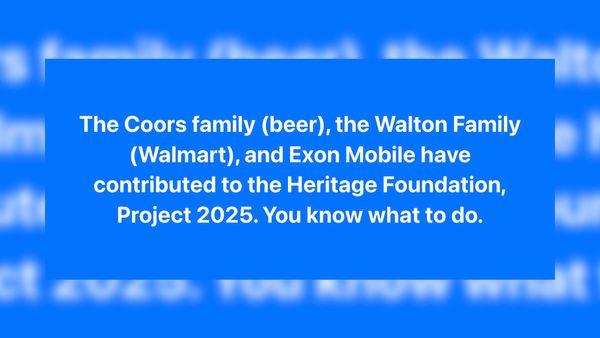 The Coors family (beer), the Walton Family
(Walmart), and Exon Mobile have
contributed to the Heritage Foundation,
Project 2025. You know what to do.